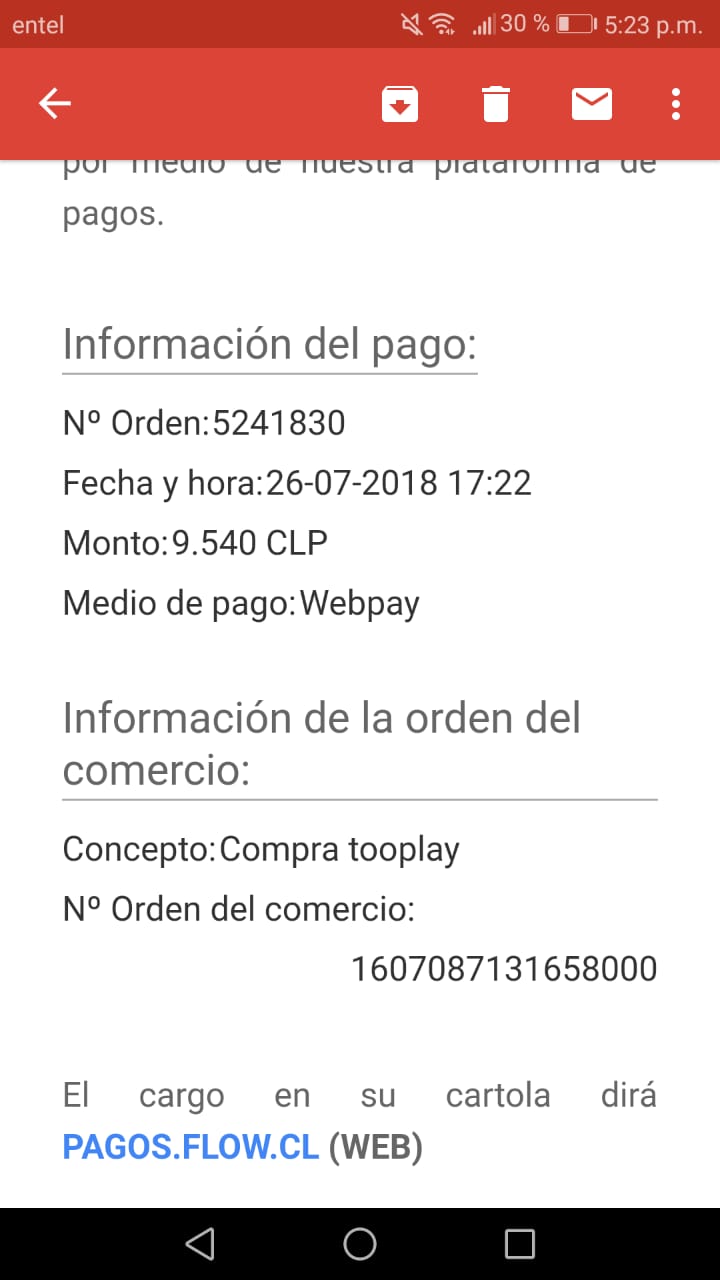 entel 30 % 5:23 p.m.
por medio de nuestra plataforma de
pagos.
Información del pago:
Nº Orden:5241830
Fecha y hora:26-07-2018 17:22
Monto:9.540 CLP
Medio de pago:Webpay
Información de la orden del
comercio:
Concepto:Compra tooplay
Nº Orden del comercio:
1607087131658000
El cargo en su cartola dirá
PAGOS.FLOW.CL (WEB)